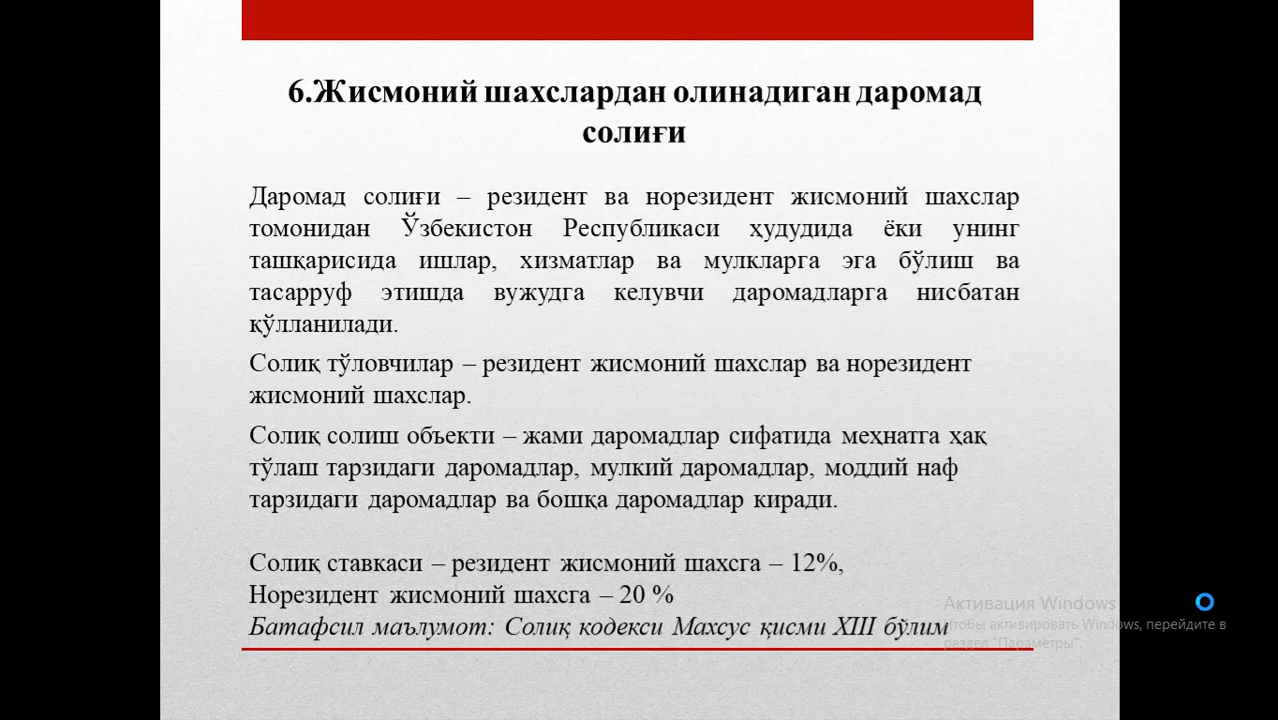 6.Жисмоний шахслардан олинадиган даромад
солиғи
Даромад солиғи – резидент ва норезидент жисмоний шахслар
томонидан Ўзбекистон Республикаси ҳудудида ёки унинг
ташқарисида ишлар, хизматлар ва мулкларга эга бўлиш ва
тасарруф этишда вужудга келувчи даромадларга нисбатан
қўлланилади.
Солиқ тўловчилар – резидент жисмоний шахслар ва норезидент
жисмоний шахслар.
Солиқ солиш объекти – жами даромадлар сифатида меҳнатга ҳақ
тўлаш тарзидаги даромадлар, мулкий даромадлар, моддий наф
тарзидаги даромадлар ва бошқа даромадлар киради.
Солиқ ставкаси – резидент жисмоний шахсга – 12%,
Норезидент жисмоний шахсга – 20 %
Батафсил маълумот: Солиқ кодекси Махсус қисми XIII бўлим
Активация Windows
Чтобы активировать Windows, перейдите в
раздел "Параметры".